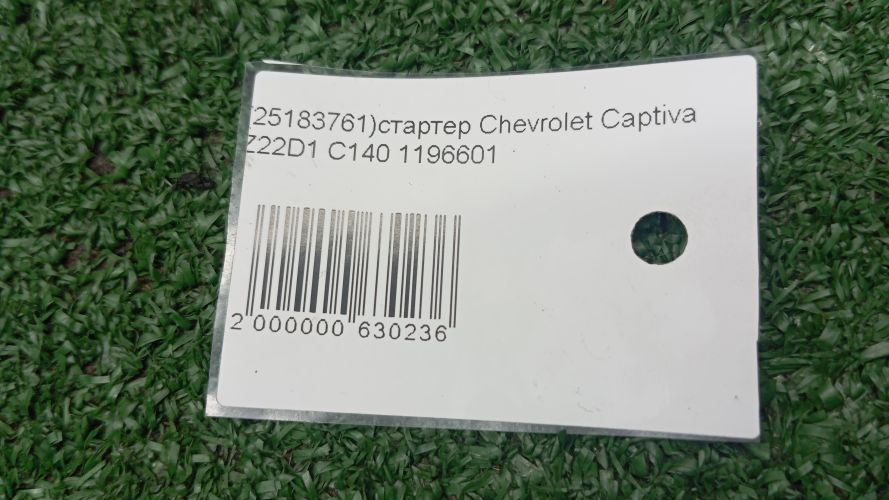 (25183761)стартер Chevrolet Captiva
Z22D1 C140 1196601
2 000000 630236